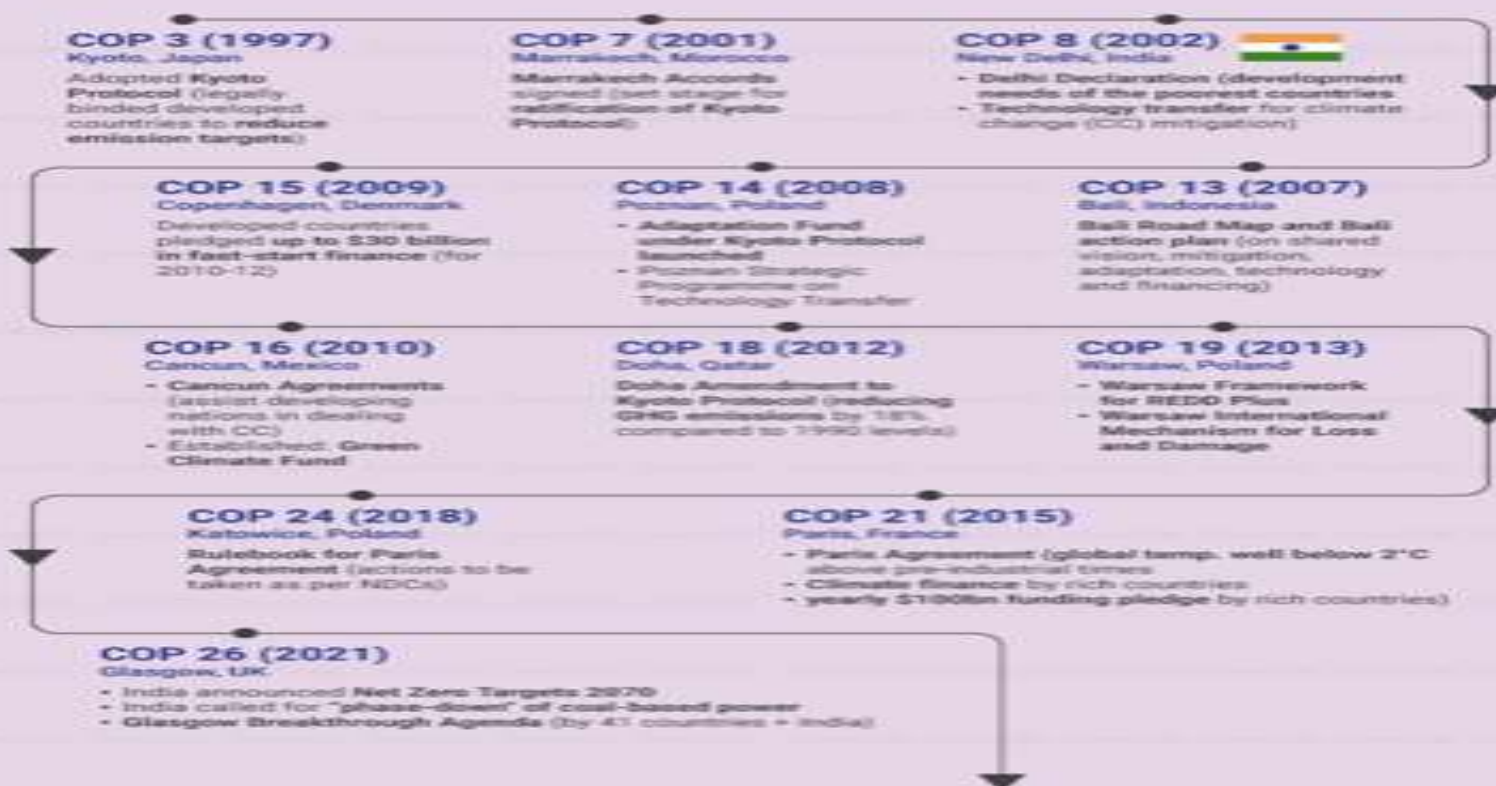 COP 3 (1997)
Kyoto, Japan
Adopted Kyoto
Protocol (legally
binded developed
countries to reduce
emission targets)
COP 7 (2001)
Marrakech, Morocco
Marrakech Accords
signed (set stage for
ratification of Kyoto
Protocol)
COP 8 (2002)
New Delhi, India
- Delhi Declaration (development
needs of the poorest countries
- Technology transfer for climate
change (CC) mitigation)
COP 15 (2009)
Copenhagen, Denmark
Developed countries
pledged up to $30 billion
in fast-start finance (for
2010-12)
COP 14 (2008)
Poznan, Poland
- Adaptation Fund
under Kyoto Protocol
launched
- Poznan Strategic
Programme on
Technology Transfer
COP 13 (2007)
Bali, Indonesia
Bali Road Map and Bali
action plan (on shared
vision, mitigation,
adaptation, technology
and financing)
COP 16 (2010)
Cancun, Mexico
- Cancun Agreements
(assist developing
nations in dealing
with CC)
- Established: Green
Climate Fund
COP 18 (2012)
Doha, Qatar
Doha Amendment to
Kyoto Protocol (reducing
GHG emissions by 18%
compared to 1990 levels)
COP 19 (2013)
Warsaw, Poland
- Warsaw Framework
for REDD Plus
- Warsaw International
Mechanism for Loss
and Damage
COP 24 (2018)
Katowice, Poland
Rulebook for Paris
Agreement (actions to be
taken as per NDCs)
COP 21 (2015)
Paris, France
- Paris Agreement (global temp. well below 2°C
above pre-industrial times
- Climate finance by rich countries
- yearly $100bn funding pledge by rich countries)
COP 26 (2021)
Glasgow, UK
- India announced Net Zero Targets 2070
- India called for "phase-down" of coal-based power
- Glasgow Breakthrough Agenda (by 41 countries + India)